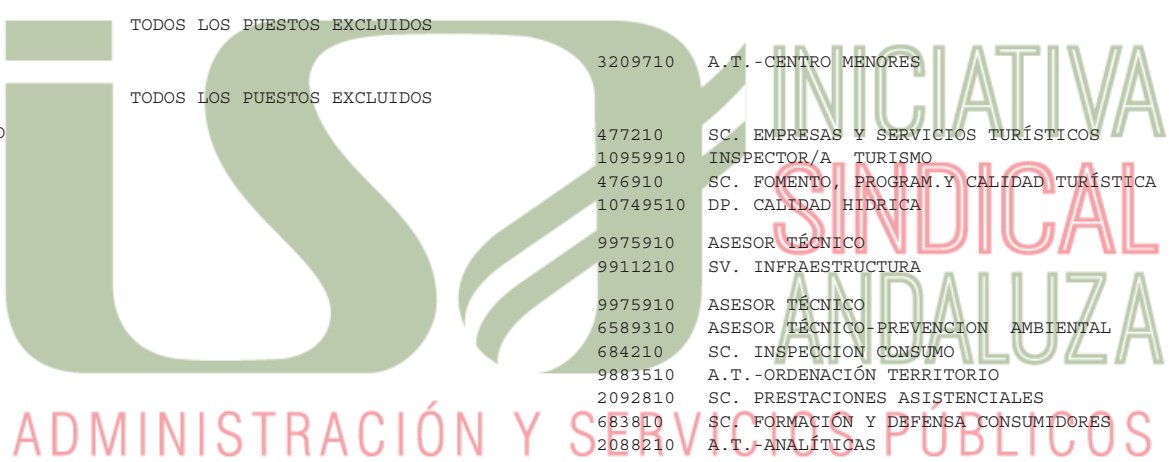 TODOS LOS PUESTOS EXCLUIDOS
3209710 A.T.-CENTRO MENORES
TODOS LOS PUESTOS EXCLUIDOS
O
477210 SC. EMPRESAS Y SERVICIOS TURÍSTICOS
10959910 INSPECTOR/A TURISMO
476910 SC. FOMENTO, PROGRAM.Y CALIDAD TURÍSTICA
10749510 DP. CALIDAD HIDRICA
9975910 ASESOR TÉCNICO
9911210 SV. INFRAESTRUCTURA
9975910 ASESOR TÉCNICO
6589310 ASESOR TÉCNICO-PREVENCION AMBIENTAL
684210 SC. INSPECCION CONSUMO
9883510 A.T.-ORDENACIÓN TERRITORIO
2092810 SC. PRESTACIONES ASISTENCIALES
683810 SC. FORMACIÓN Y DEFENSA CONSUMIDORES
2088210 A.T.-ANALÍTICAS
isa
INICIATIVA
SINDICAL
ANDALUZA
ADMINISTRACIÓN Y SERVICIOS PÚBLICOS